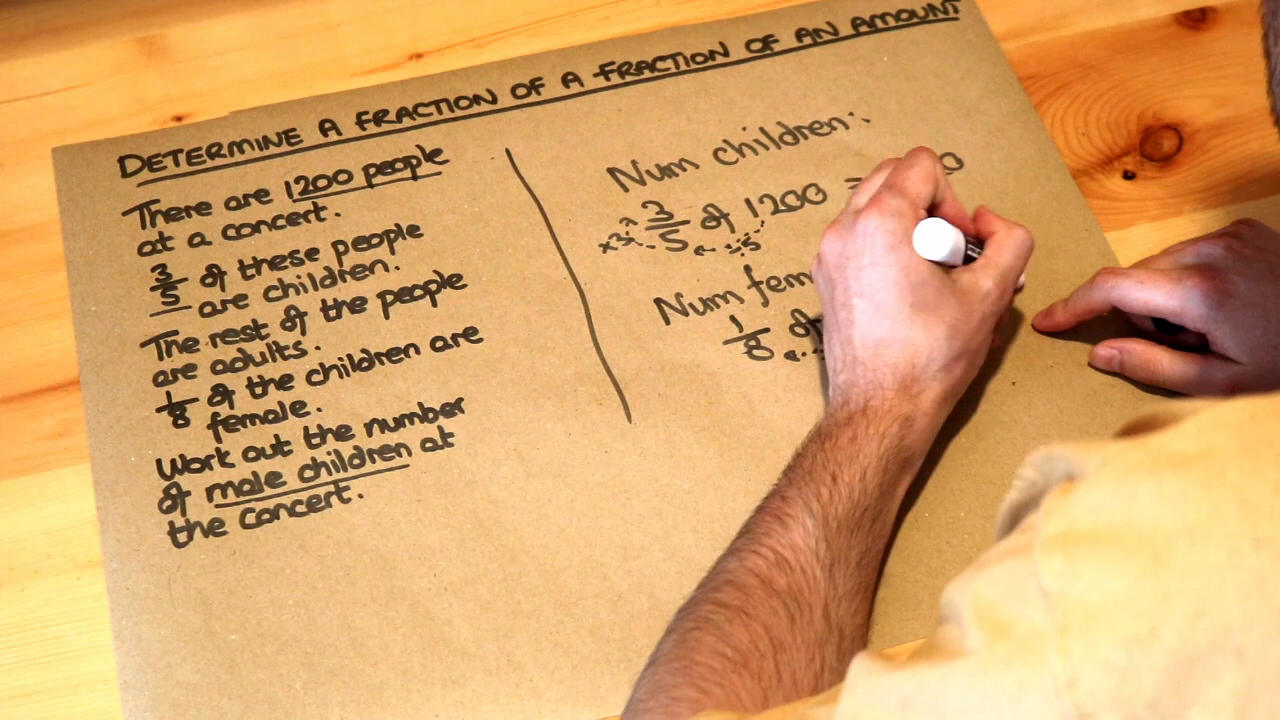 DETERMINE A FRACTION OF A FRACTION OF AN AMOUNT
There are 1200 people
at a concert.
3/5 of these people
are children.
The rest of the people
are adults.
1/8 of the children are
female.
Work out the number
of male children at
the concert.
Num children:
×3 3/5 of 1200 = 0
÷5
Num fem
1/8 of